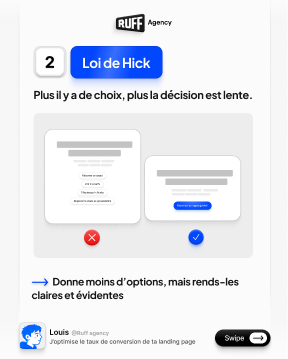 RUFF Agency
2 Loi de Hick
Plus il y a de choix, plus la décision est lente.
Donne moins d'options, mais rends-les
claires et évidentes
Louis @Ruff agency
J'optimise le taux de conversion de ta landing page
Swipe